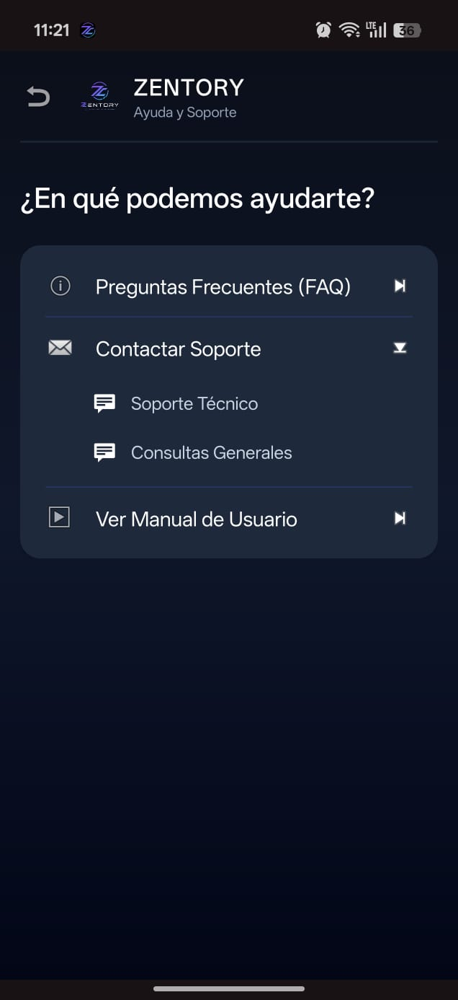 11:21
LTE
36
ZENTORY
ZENTORY
Ayuda y Soporte
¿En qué podemos ayudarte?
Preguntas Frecuentes (FAQ)
Contactar Soporte
Soporte Técnico
Consultas Generales
Ver Manual de Usuario